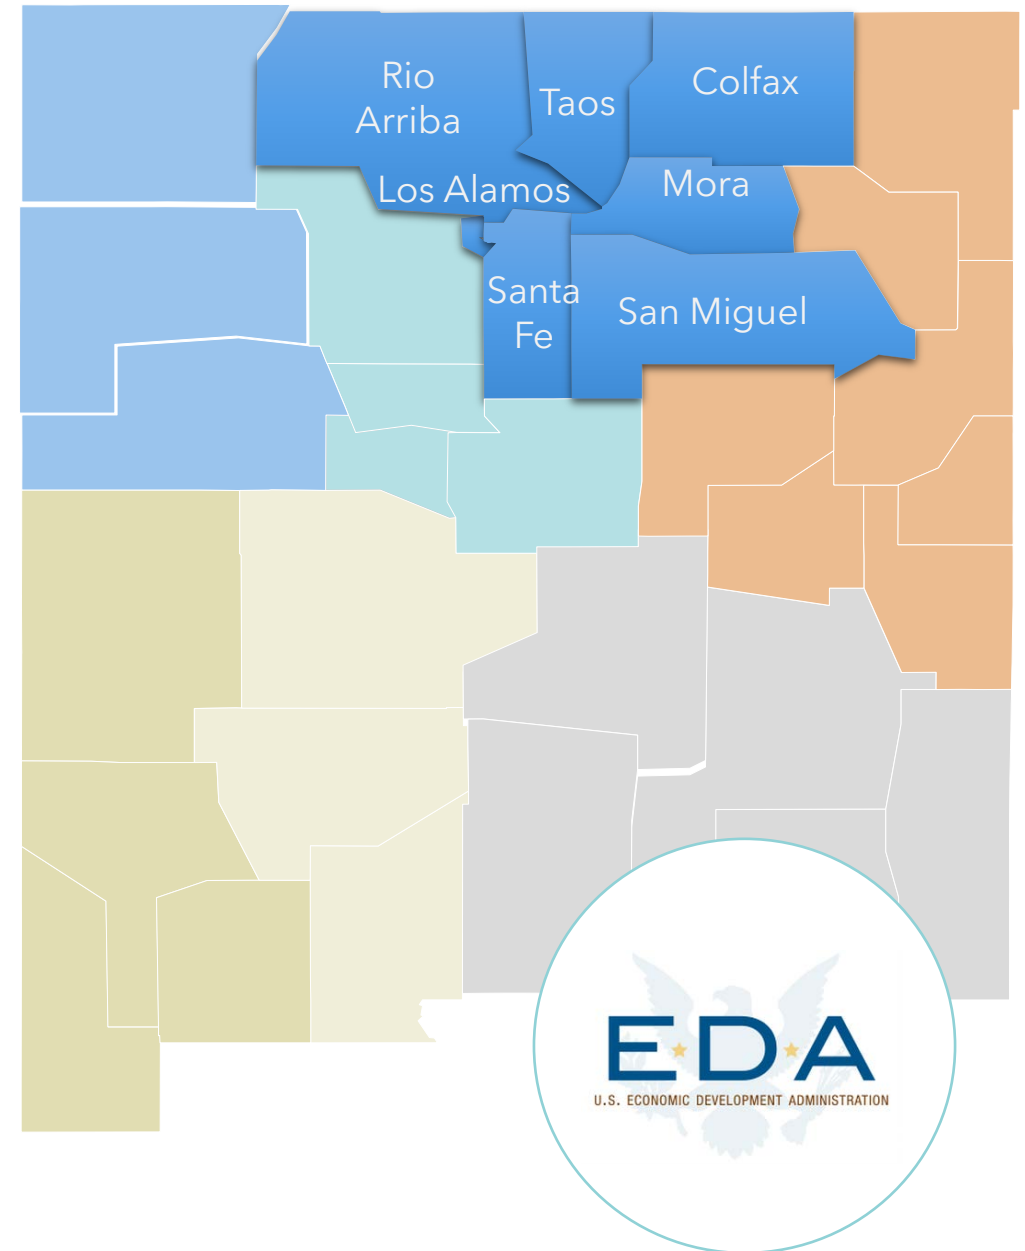 Rio
Arriba
Taos
Colfax
Los Alamos
Mora
Santa
Fe
San Miguel
EDA
U.S. ECONOMIC DEVELOPMENT ADMINISTRATION